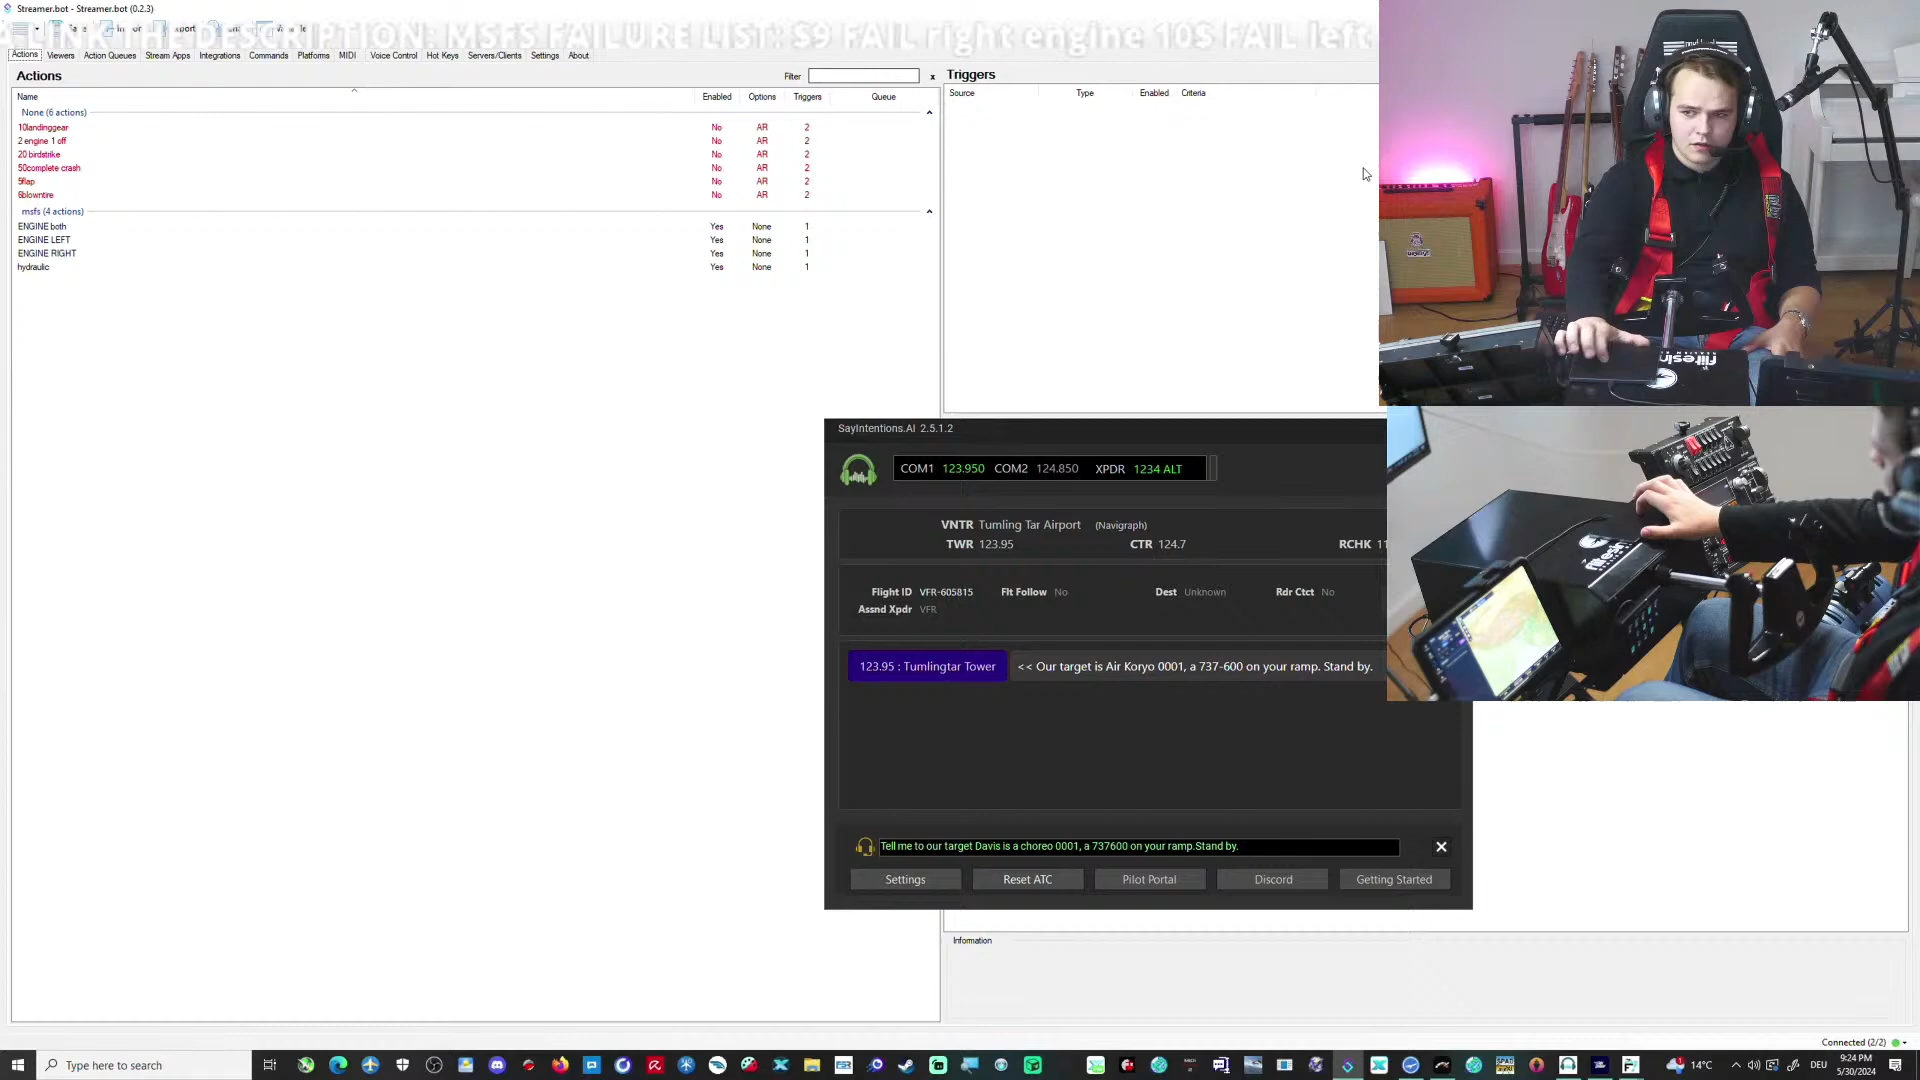 Streamer.bot - Streamer.bot (0.2.3)
LINK THE DESCRIPTION: MSFS FAILURE LIST: $9 FAIL right engine 10$ FAIL left
Actions Viewers Action Queues Stream Apps Integrations Commands Platforms MIDI Voice Control Hot Keys Servers/Clients Settings About
Actions
Filter
x
Name Enabled Options Triggers Queue
None (6 actions)
10landinggear No AR 2
2 engine 1 off No AR 2
20 birdstrike No AR 2
50complete crash No AR 2
5flap No AR 2
6blowntire No AR 2
msfs (4 actions)
ENGINE both Yes None 1
ENGINE LEFT Yes None 1
ENGINE RIGHT Yes None 1
hydraulic Yes None 1
Triggers
Source Type Enabled Criteria
SayIntentions.AI 2.5.1.2
COM1 123.950 COM2 124.850 XPDR 1234 ALT
VNTR Tumling Tar Airport (Navigraph)
TWR 123.95 CTR 124.7 RCHK 11
Flight ID VFR-605815 Flt Follow No Dest Unknown Rdr Ctct No
Assnd Xpdr VFR
123.95 : Tumlingtar Tower << Our target is Air Koryo 0001, a 737-600 on your ramp. Stand by.
Tell me to our target Davis is a choreo 0001, a 737600 on your ramp.Stand by.
Settings Reset ATC Pilot Portal Discord Getting Started
Information
Connected (2/2)
Type here to search
14°C
DEU
9:24 PM
5/30/2024